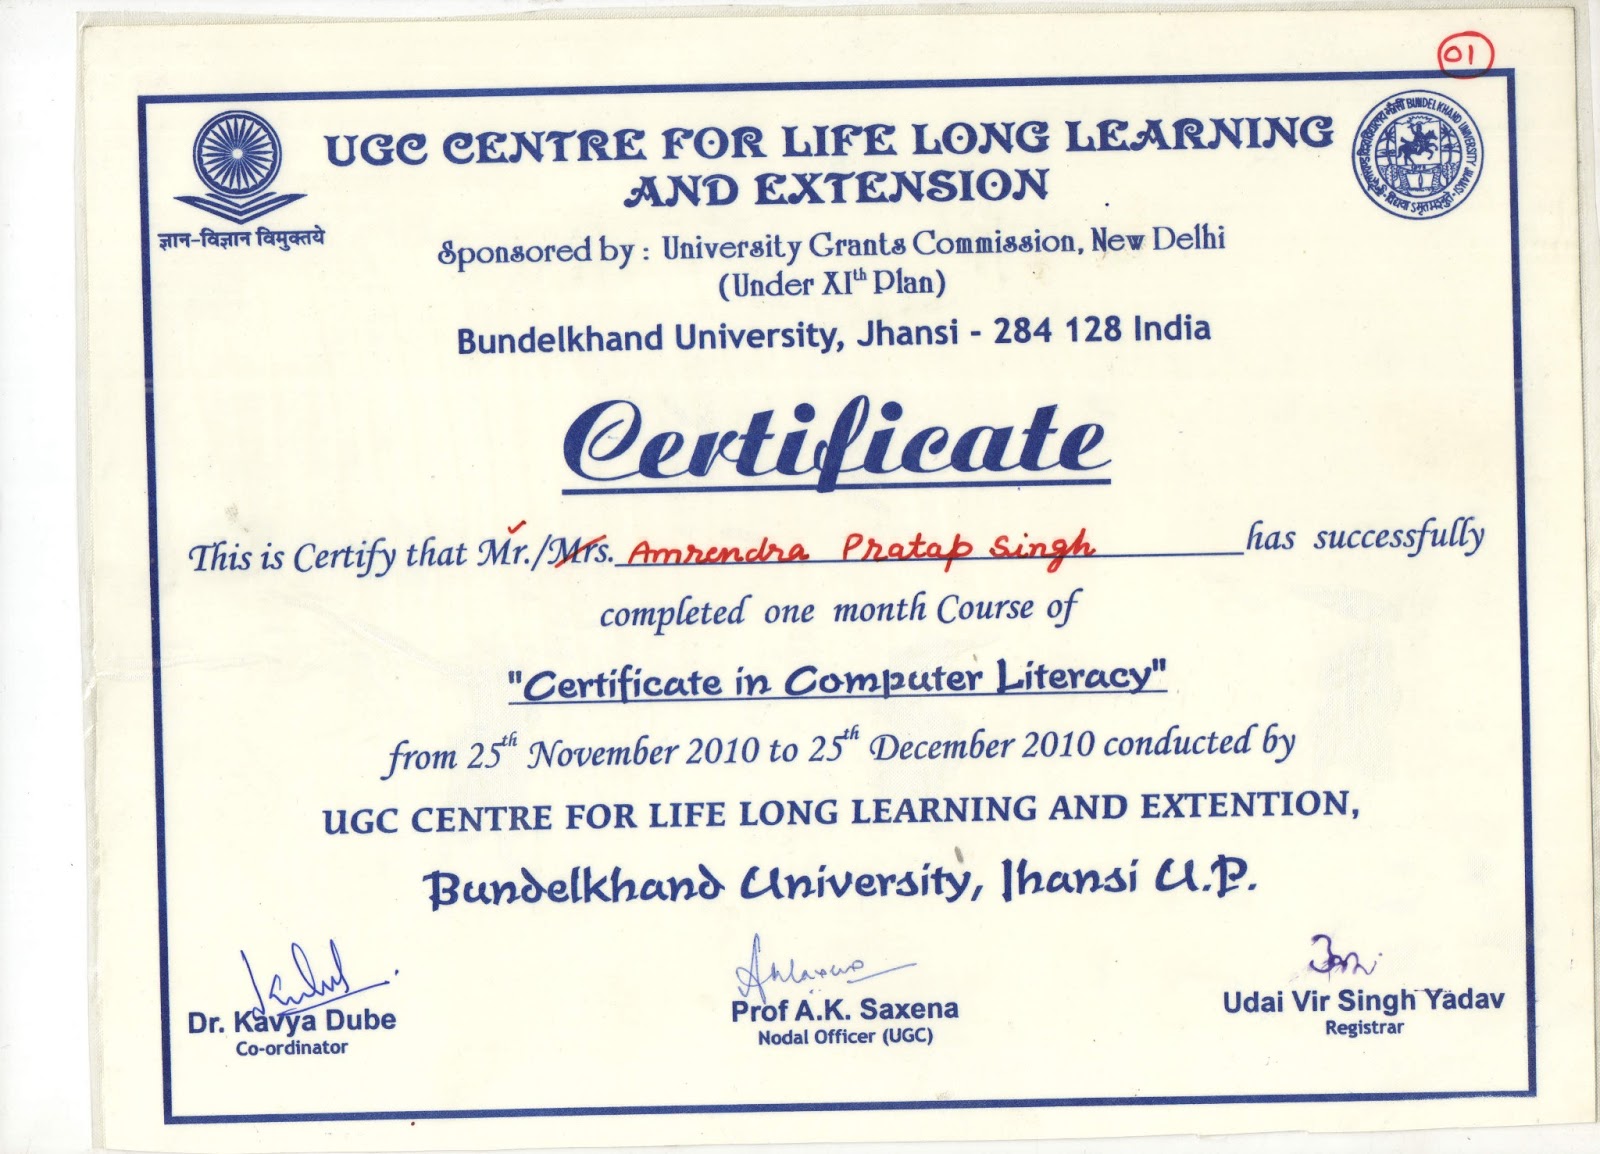 01
UGC CENTRE FOR LIFE LONG LEARNING
AND EXTENSION
ज्ञान-विज्ञान विमुक्तये
Sponsored by : University Grants Commission, New Delhi
(Under XIth Plan)
Bundelkhand University, Jhansi - 284 128 India
BUNDELKHAND UNIVERSITY JHANSI
Certificate
This is Certify that Mr./Mrs. Amrendra Pratap Singh has successfully
completed one month Course of
"Certificate in Computer Literacy"
from 25th November 2010 to 25th December 2010 conducted by
UGC CENTRE FOR LIFE LONG LEARNING AND EXTENTION,
Bundelkhand University, Jhansi U.P.
Dr. Kavya Dube
Co-ordinator
Prof A.K. Saxena
Nodal Officer (UGC)
Udai Vir Singh Yadav
Registrar